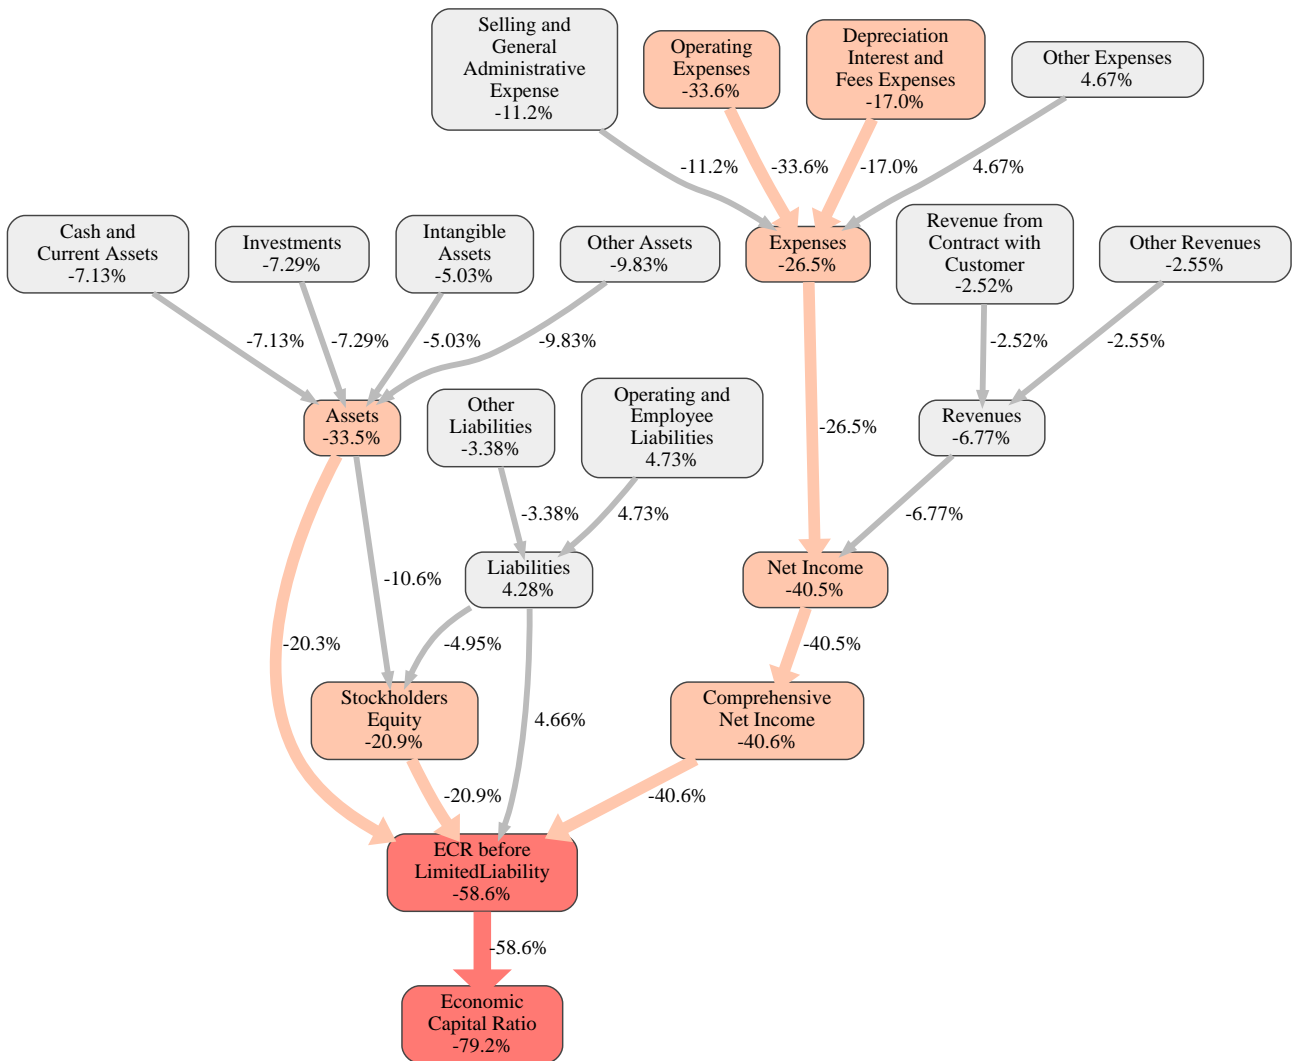 Selling and
General
Administrative
Expense
-11.2%
Operating
Expenses
-33.6%
Depreciation
Interest and
Fees Expenses
-17.0%
Other Expenses
4.67%
-11.2%
-33.6%
-17.0%
4.67%
Cash and
Current Assets
-7.13%
Investments
-7.29%
Intangible
Assets
-5.03%
Other Assets
-9.83%
Expenses
-26.5%
Revenue from
Contract with
Customer
-2.52%
Other Revenues
-2.55%
-7.13%
-7.29%
-5.03%
-9.83%
-2.52%
-2.55%
Assets
-33.5%
Other
Liabilities
-3.38%
Operating and
Employee
Liabilities
4.73%
-26.5%
Revenues
-6.77%
-3.38%
4.73%
-6.77%
-10.6%
Liabilities
4.28%
Net Income
-40.5%
-20.3%
-4.95%
-40.5%
Stockholders
Equity
-20.9%
4.66%
Comprehensive
Net Income
-40.6%
-20.9%
-40.6%
ECR before
LimitedLiability
-58.6%
-58.6%
Economic
Capital Ratio
-79.2%